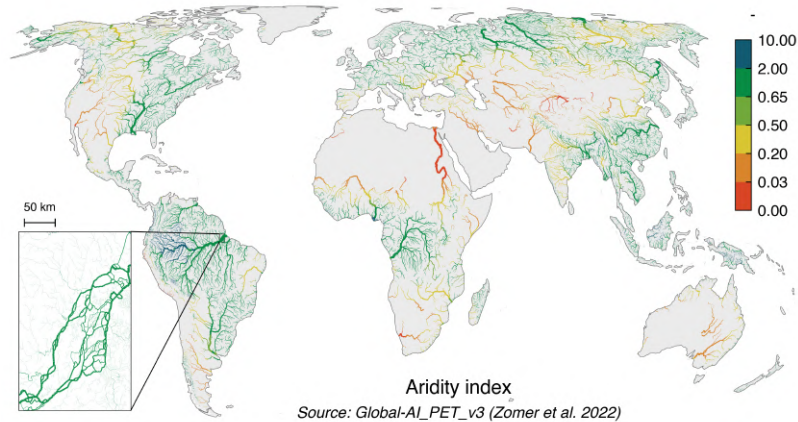 -
10.00
2.00
0.65
0.50
0.20
0.03
0.00
50 km
Aridity index
Source: Global-AI_PET_v3 (Zomer et al. 2022)